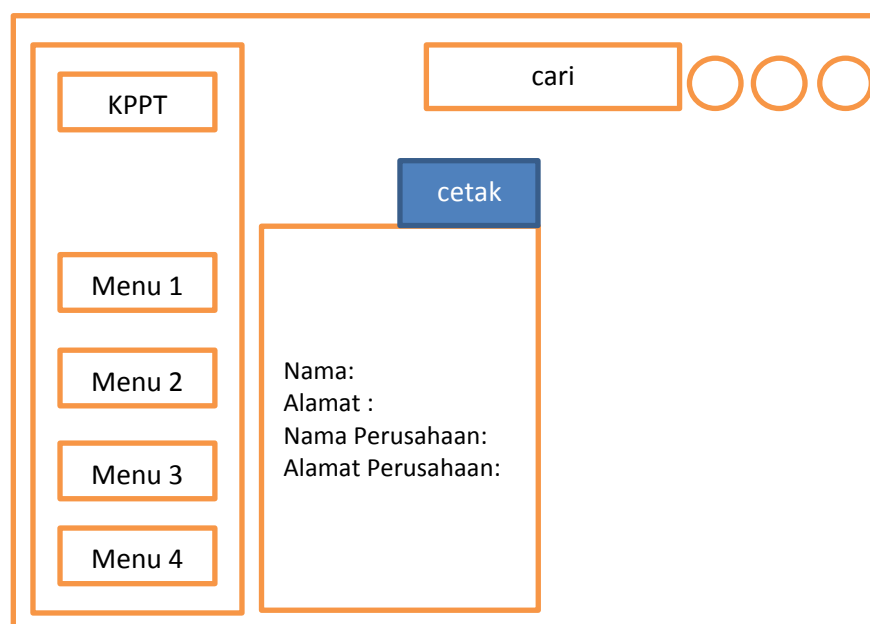 KPPT
cari
cetak
Menu 1
Menu 2
Menu 3
Menu 4
Nama:
Alamat :
Nama Perusahaan:
Alamat Perusahaan: